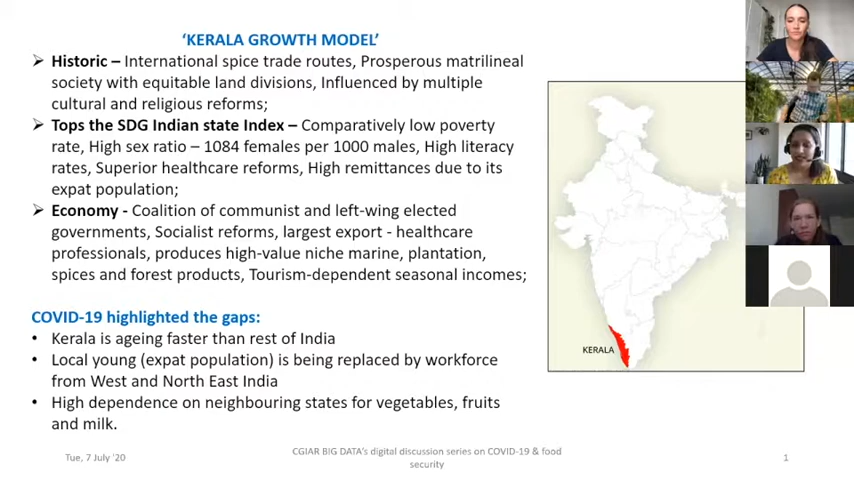 ‘KERALA GROWTH MODEL’
➢ Historic – International spice trade routes, Prosperous matrilineal
society with equitable land divisions, Influenced by multiple
cultural and religious reforms;
➢ Tops the SDG Indian state Index – Comparatively low poverty
rate, High sex ratio – 1084 females per 1000 males, High literacy
rates, Superior healthcare reforms, High remittances due to its
expat population;
➢ Economy - Coalition of communist and left-wing elected
governments, Socialist reforms, largest export - healthcare
professionals, produces high-value niche marine, plantation,
spices and forest products, Tourism-dependent seasonal incomes;
COVID-19 highlighted the gaps:
• Kerala is ageing faster than rest of India
• Local young (expat population) is being replaced by workforce
from West and North East India
• High dependence on neighbouring states for vegetables, fruits
and milk.
KERALA
Tue, 7 July '20
CGIAR BIG DATA's digital discussion series on COVID-19 & food
security
1